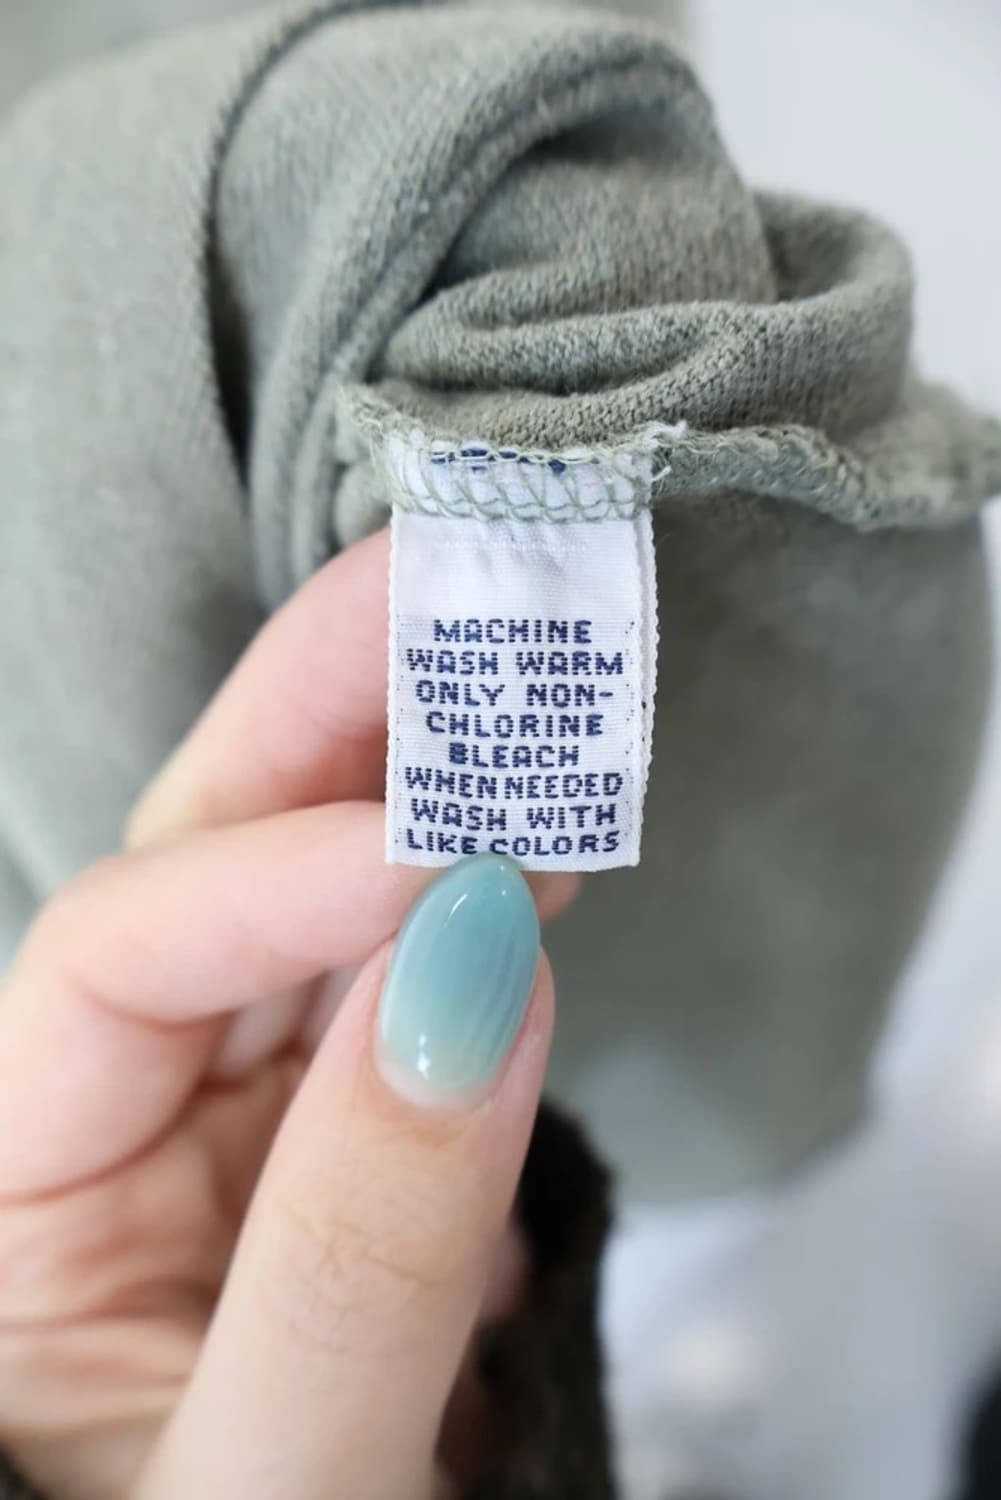 MACHINE
WASH WARM
ONLY NON-
CHLORINE
BLEACH
WHEN NEEDED
WASH WITH
LIKE COLORS